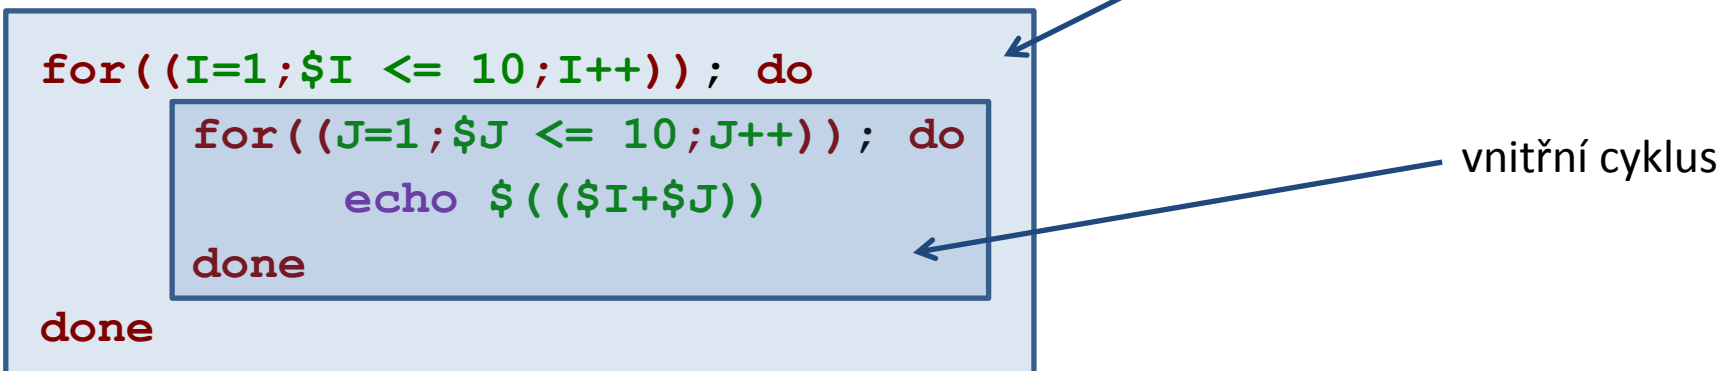 for((I=1;$I <= 10;I++)); do
for((J=1;$J <= 10;J++)); do
echo $(($I+$J))
done
done
vnitřní cyklus